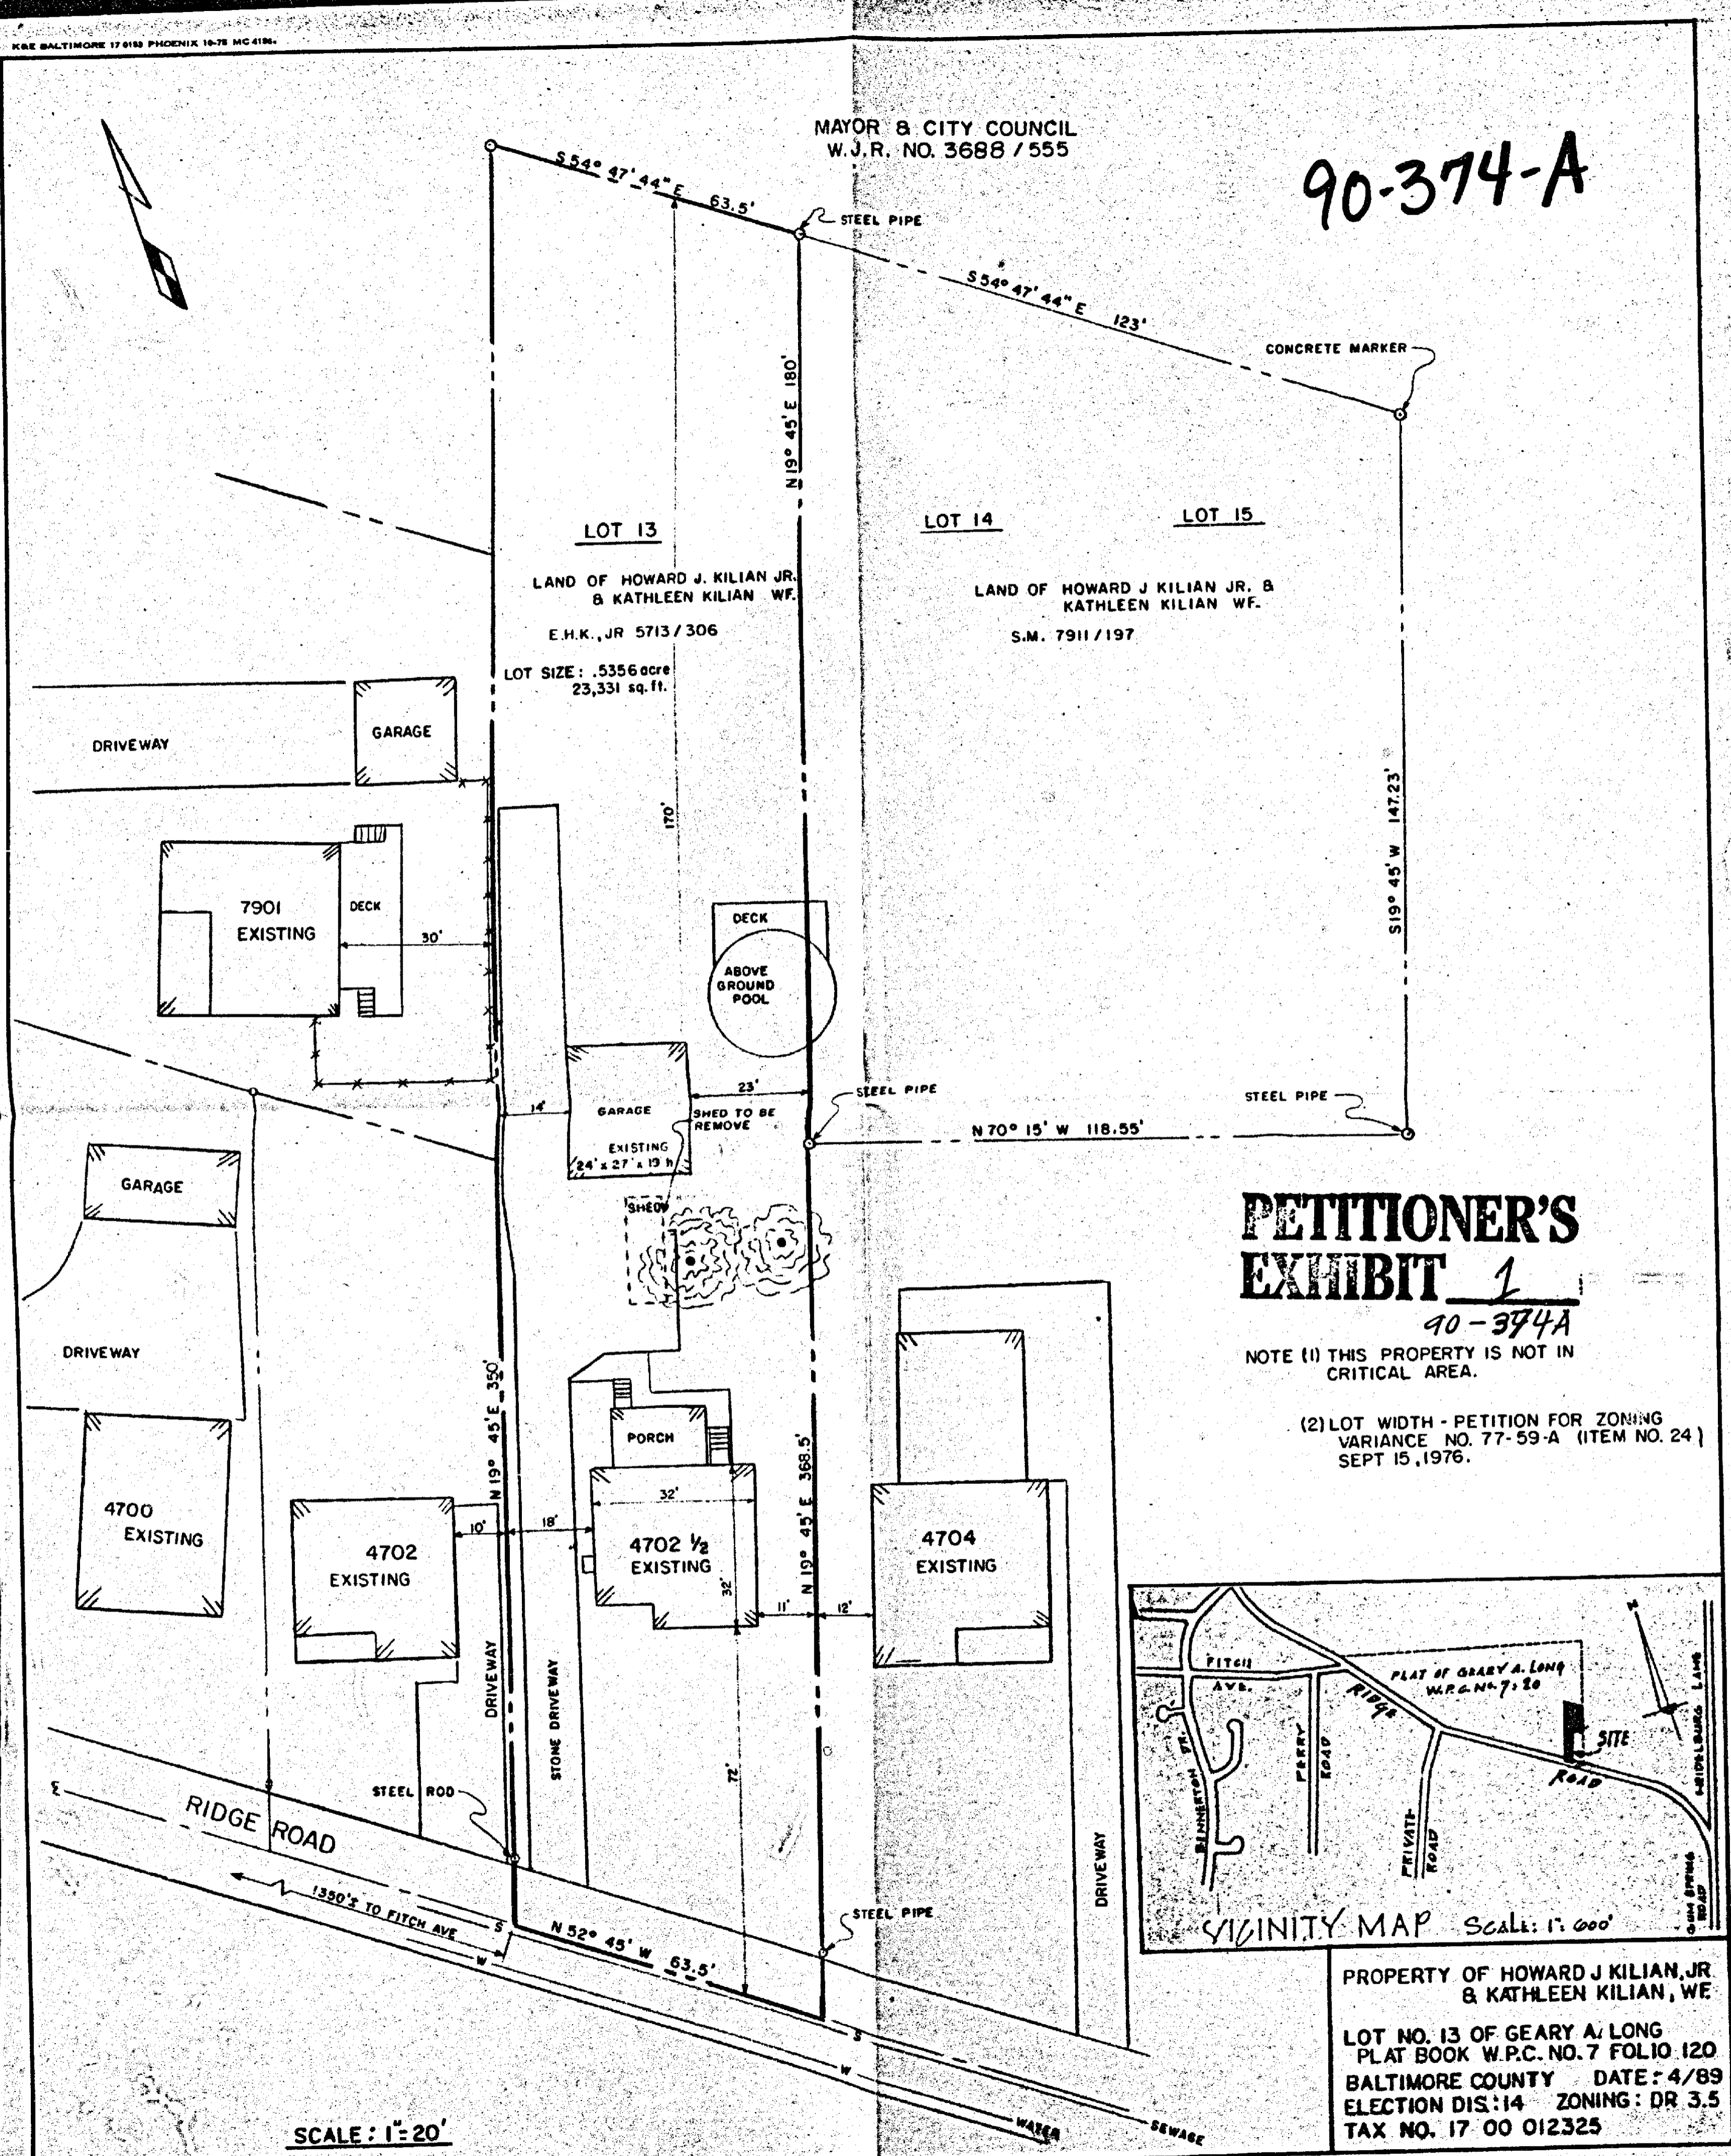 K&E BALTIMORE 17 0153 PHOENIX 10-75 MC 4186.
MAYOR & CITY COUNCIL
W.J.R. NO. 3688 / 555
90-374-A
S 54° 47' 44" E 63.5'
STEEL PIPE
S 54° 47' 44" E 123'
CONCRETE MARKER
N 19° 45' E 180'
LOT 13
LOT 14
LOT 15
LAND OF HOWARD J. KILIAN JR.
& KATHLEEN KILIAN WF.
E.H.K., JR 5713 / 306
LOT SIZE: .5356 acre
23,331 sq. ft.
LAND OF HOWARD J KILIAN JR. &
KATHLEEN KILIAN WF.
S.M. 7911 / 197
DRIVEWAY
GARAGE
170'
S 19° 45' W 147.23'
7901
EXISTING
DECK
30'
DECK
ABOVE
GROUND
POOL
14'
GARAGE
EXISTING
24' x 27' x 19 h
23'
SHED TO BE
REMOVE
STEEL PIPE
STEEL PIPE
N 70° 15' W 118.55'
GARAGE
SHED
PETITIONER'S
EXHIBIT 1
90-374A
NOTE (1) THIS PROPERTY IS NOT IN
CRITICAL AREA.
(2) LOT WIDTH - PETITION FOR ZONING
VARIANCE NO. 77-59-A (ITEM NO. 24)
SEPT 15, 1976.
DRIVEWAY
N 19° 45' E 350'
PORCH
N 19° 45' E 368.5'
4700
EXISTING
4702
EXISTING
10'
18'
32'
4702 ½
EXISTING
32'
11'
12'
4704
EXISTING
DRIVEWAY
STONE DRIVEWAY
72'
DRIVEWAY
STEEL ROD
RIDGE ROAD
1350'± TO FITCH AVE
S
W
N 52° 45' W 63.5'
STEEL PIPE
S
W
WATER
SEWAGE
FITCH
AVE.
PLAT OF GEARY A. LONG
W.P.C. No. 7:20
RIDGE
ROAD
SITE
BINNERTON DR.
PERRY
ROAD
PRIVATE
ROAD
HEIDELBURG LANE
GUM SPRING
ROAD
N
VICINITY MAP Scale: 1": 600'
PROPERTY OF HOWARD J KILIAN, JR
& KATHLEEN KILIAN, WF
LOT NO. 13 OF GEARY A. LONG
PLAT BOOK W.P.C. NO. 7 FOLIO 120
BALTIMORE COUNTY DATE: 4/89
ELECTION DIS.: 14 ZONING: DR 3.5
TAX NO. 17 00 012325
SCALE: 1"=20'